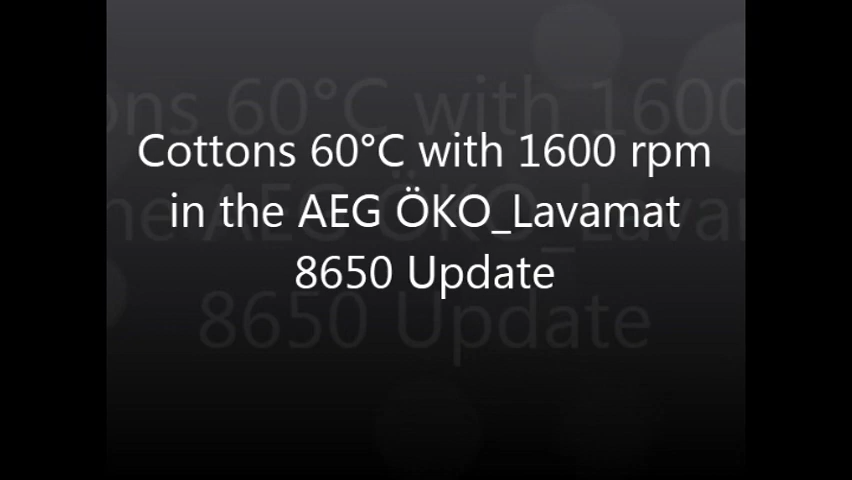 Cottons 60°C with 1600 rpm
in the AEG ÖKO_Lavamat
8650 Update